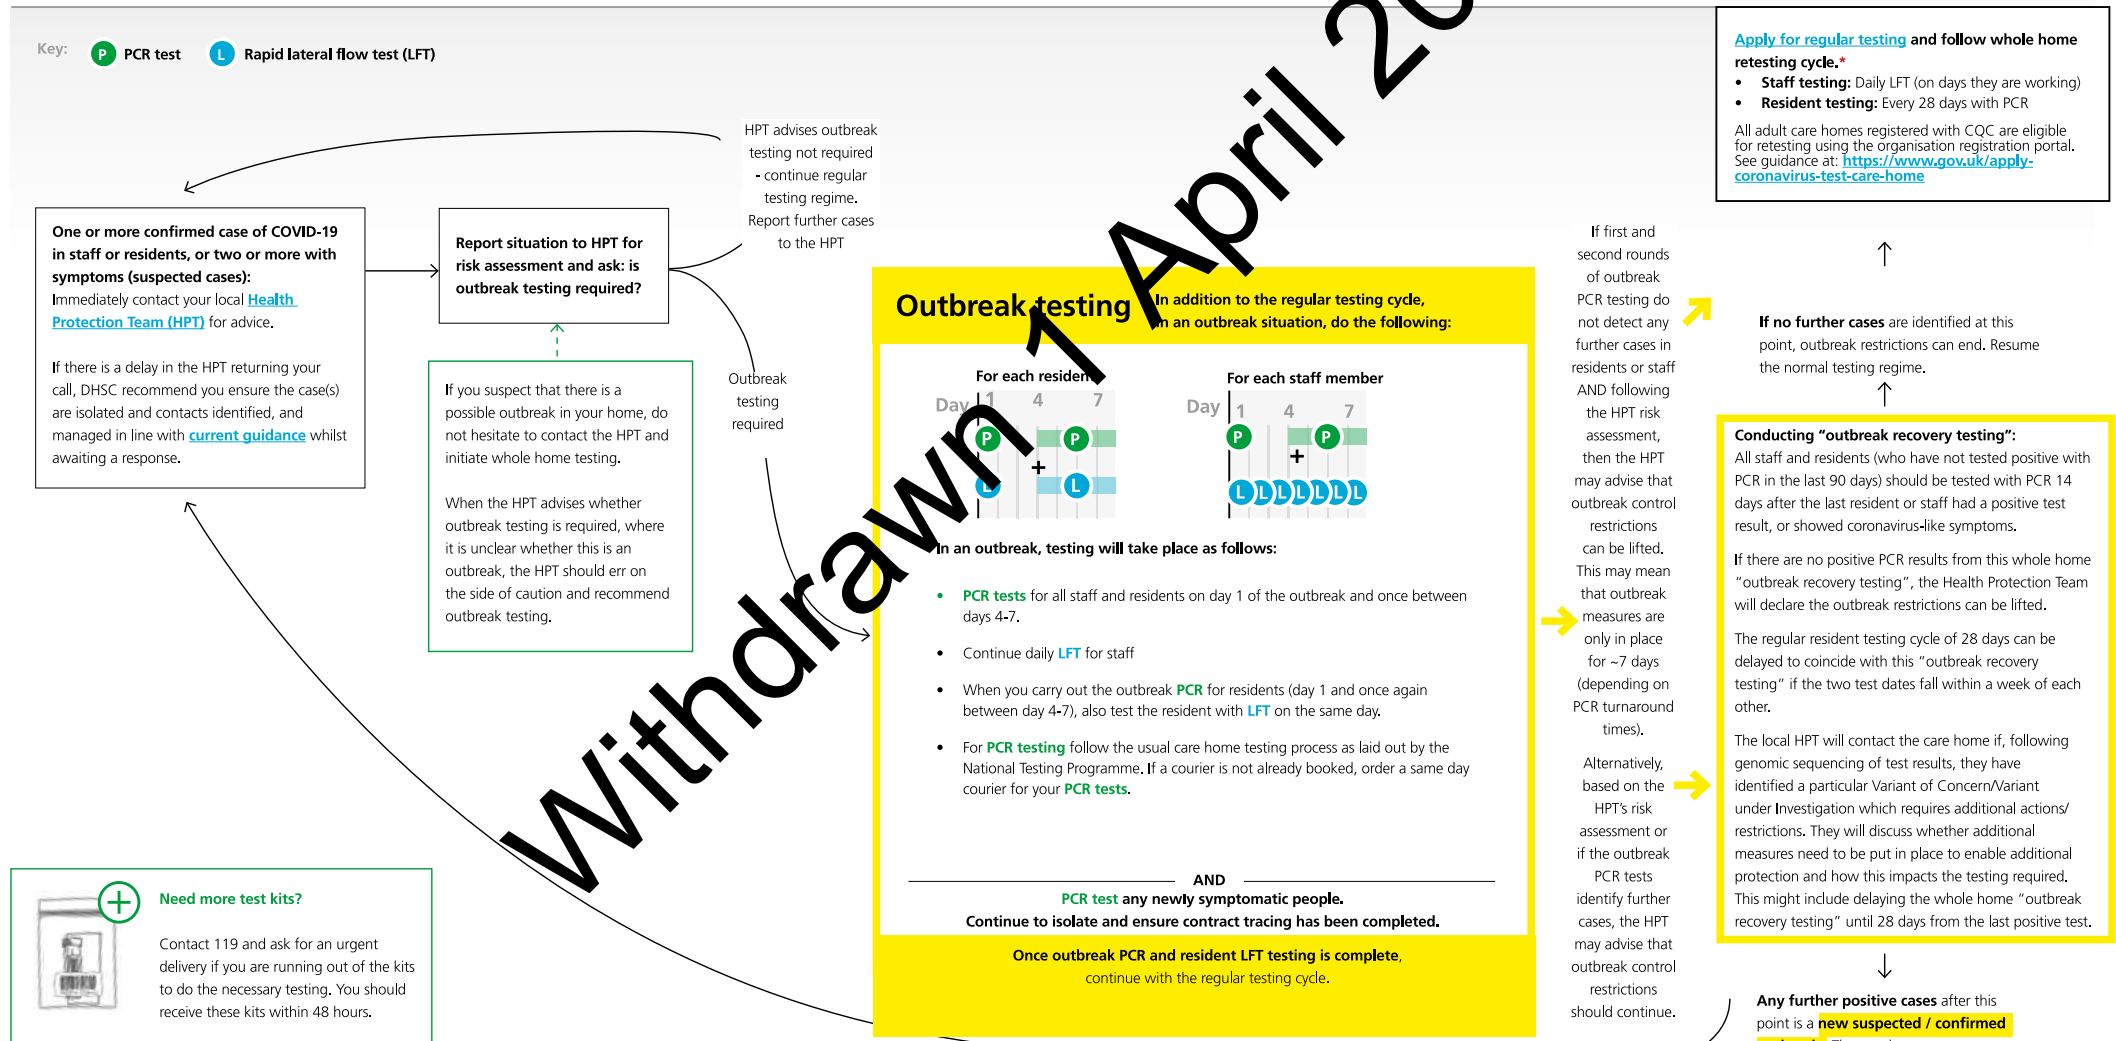 Key:
P PCR test
L Rapid lateral flow test (LFT)
HPT advises outbreak
testing not required
- continue regular
testing regime.
Report further cases
to the HPT
One or more confirmed case of COVID-19
in staff or residents, or two or more with
symptoms (suspected cases):
Immediately contact your local Health
Protection Team (HPT) for advice.
If there is a delay in the HPT returning your
call, DHSC recommend you ensure the case(s)
are isolated and contacts identified, and
managed in line with current guidance whilst
awaiting a response.
Report situation to HPT for
risk assessment and ask: is
outbreak testing required?
If you suspect that there is a
possible outbreak in your home, do
not hesitate to contact the HPT and
initiate whole home testing.
When the HPT advises whether
outbreak testing is required, where
it is unclear whether this is an
outbreak, the HPT should err on
the side of caution and recommend
outbreak testing.
Outbreak
testing
required
Need more test kits?
Contact 119 and ask for an urgent
delivery if you are running out of the kits
to do the necessary testing. You should
receive these kits within 48 hours.
Withdrawn 1 April 20
Outbreak testing
In addition to the regular testing cycle,
in an outbreak situation, do the following:
For each resident
Day 1 4 7
P P
+
L L
For each staff member
Day 1 4 7
P P
+
L L L L L L L
In an outbreak, testing will take place as follows:
• PCR tests for all staff and residents on day 1 of the outbreak and once between
days 4-7.
• Continue daily LFT for staff
• When you carry out the outbreak PCR for residents (day 1 and once again
between day 4-7), also test the resident with LFT on the same day.
• For PCR testing follow the usual care home testing process as laid out by the
National Testing Programme. If a courier is not already booked, order a same day
courier for your PCR tests.
AND
PCR test any newly symptomatic people.
Continue to isolate and ensure contract tracing has been completed.
Once outbreak PCR and resident LFT testing is complete,
continue with the regular testing cycle.
If first and
second rounds
of outbreak
PCR testing do
not detect any
further cases in
residents or staff
AND following
the HPT risk
assessment,
then the HPT
may advise that
outbreak control
restrictions
can be lifted.
This may mean
that outbreak
measures are
only in place
for ~7 days
(depending on
PCR turnaround
times).
Alternatively,
based on the
HPT's risk
assessment or
if the outbreak
PCR tests
identify further
cases, the HPT
may advise that
outbreak control
restrictions
should continue.
Apply for regular testing and follow whole home
retesting cycle.*
• Staff testing: Daily LFT (on days they are working)
• Resident testing: Every 28 days with PCR
All adult care homes registered with CQC are eligible
for retesting using the organisation registration portal.
See guidance at: https://www.gov.uk/apply-
coronavirus-test-care-home
If no further cases are identified at this
point, outbreak restrictions can end. Resume
the normal testing regime.
Conducting "outbreak recovery testing":
All staff and residents (who have not tested positive with
PCR in the last 90 days) should be tested with PCR 14
days after the last resident or staff had a positive test
result, or showed coronavirus-like symptoms.
If there are no positive PCR results from this whole home
"outbreak recovery testing", the Health Protection Team
will declare the outbreak restrictions can be lifted.
The regular resident testing cycle of 28 days can be
delayed to coincide with this "outbreak recovery
testing" if the two test dates fall within a week of each
other.
The local HPT will contact the care home if, following
genomic sequencing of test results, they have
identified a particular Variant of Concern/Variant
under Investigation which requires additional actions/
restrictions. They will discuss whether additional
measures need to be put in place to enable additional
protection and how this impacts the testing required.
This might include delaying the whole home "outbreak
recovery testing" until 28 days from the last positive test.
Any further positive cases after this
point is a new suspected / confirmed